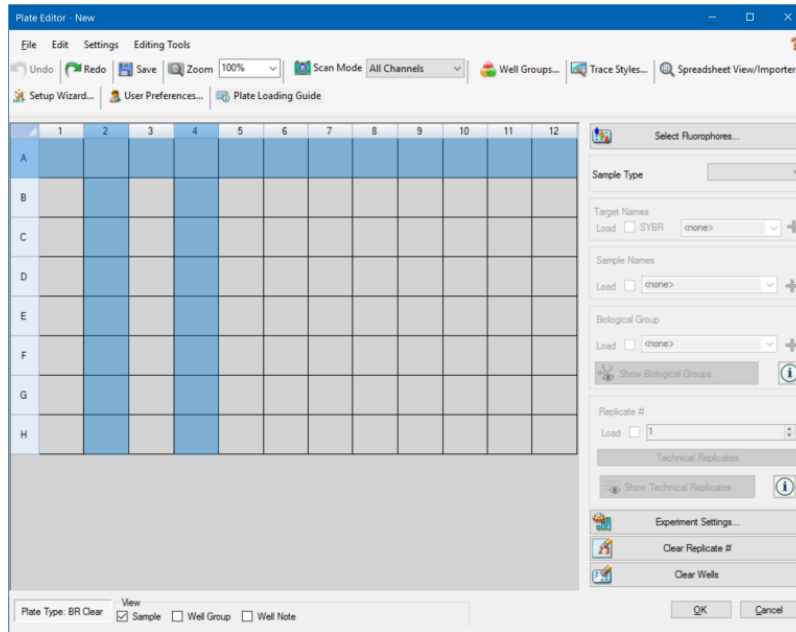 Plate Editor - New
File Edit Settings Editing Tools
Undo Redo Save Zoom 100% Scan Mode All Channels Well Groups... Trace Styles... Spreadsheet View/Importer
Setup Wizard... User Preferences... Plate Loading Guide
1 2 3 4 5 6 7 8 9 10 11 12
A
B
C
D
E
F
G
H
Select Fluorophores...
Sample Type
Target Names
Load SYBR <none>
Sample Names
Load <none>
Biological Group
Load <none>
Show Biological Groups
Replicate #
Load 1
Technical Replicates
Show Technical Replicates
Experiment Settings...
Clear Replicate #
Clear Wells
Plate Type: BR Clear
View
Sample Well Group Well Note
OK Cancel